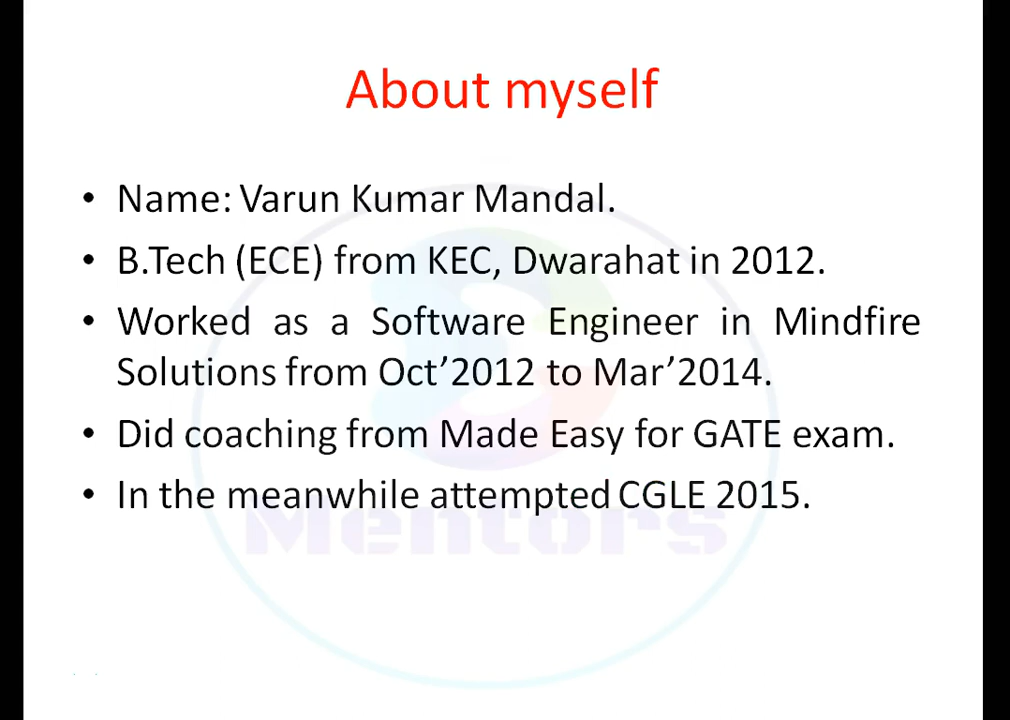 About myself
• Name: Varun Kumar Mandal.
• B.Tech (ECE) from KEC, Dwarahat in 2012.
• Worked as a Software Engineer in Mindfire
Solutions from Oct’2012 to Mar’2014.
• Did coaching from Made Easy for GATE exam.
• In the meanwhile attempted CGLE 2015.
Mentors